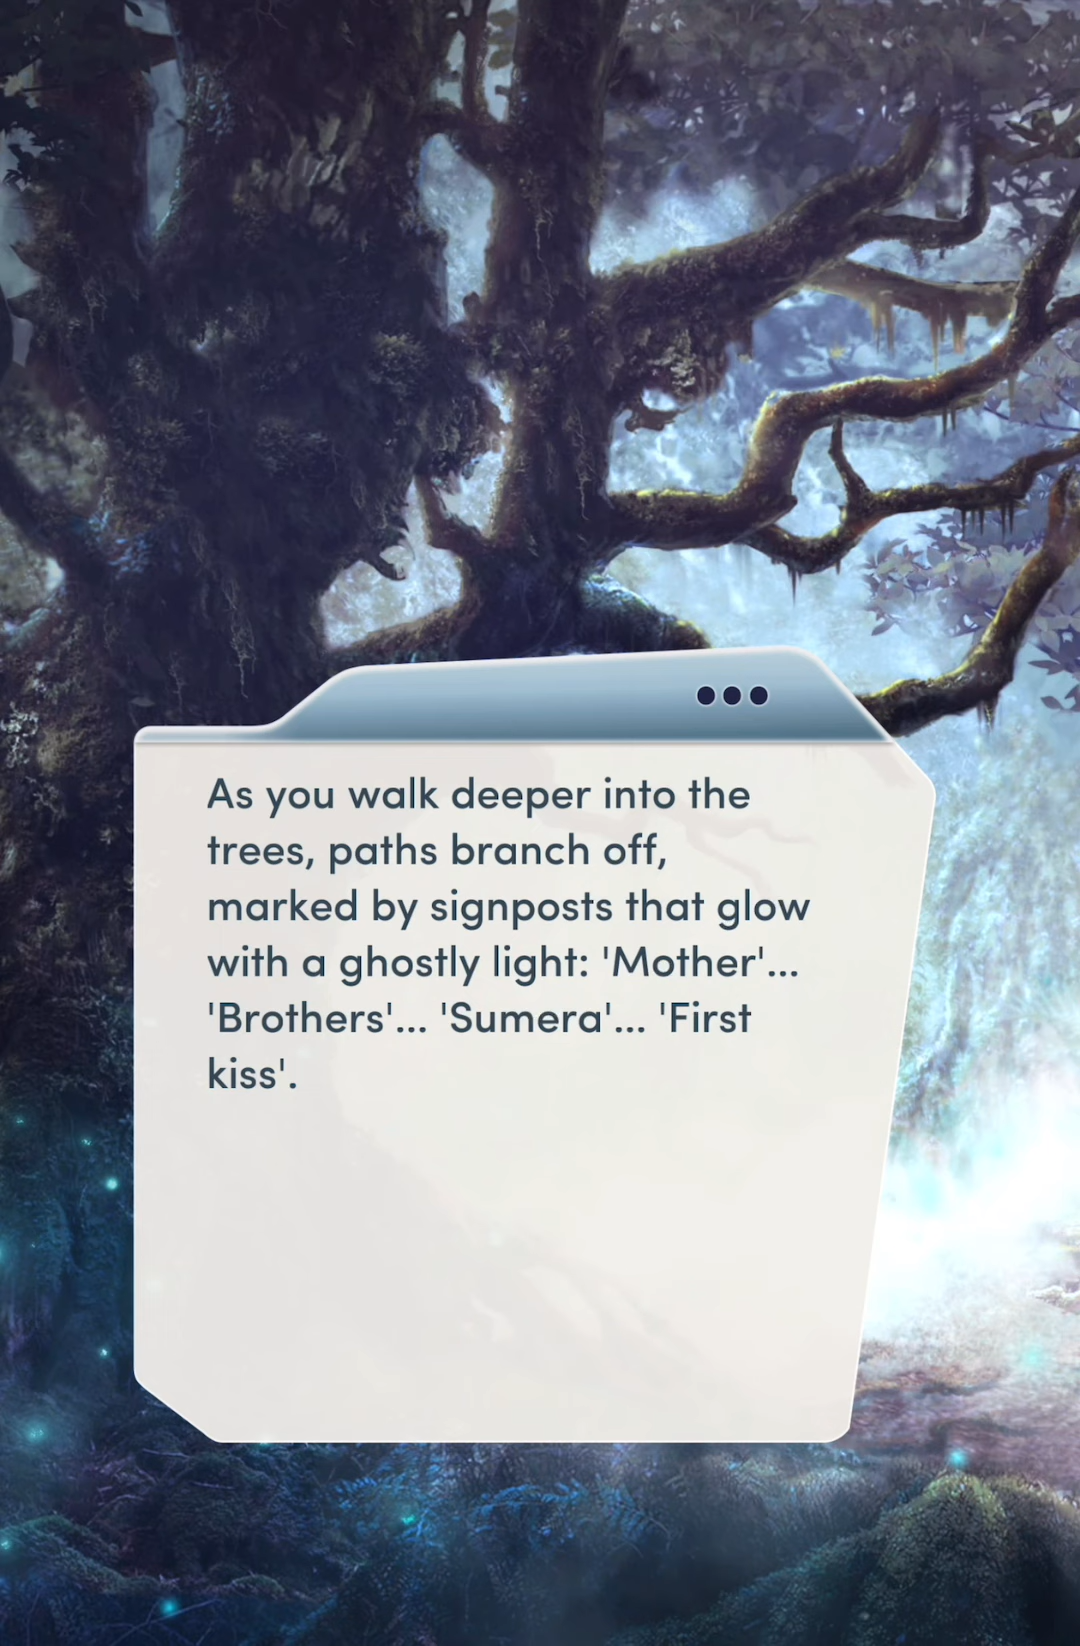 As you walk deeper into the
trees, paths branch off,
marked by signposts that glow
with a ghostly light: 'Mother'...
'Brothers'... 'Sumera'... 'First
kiss'.